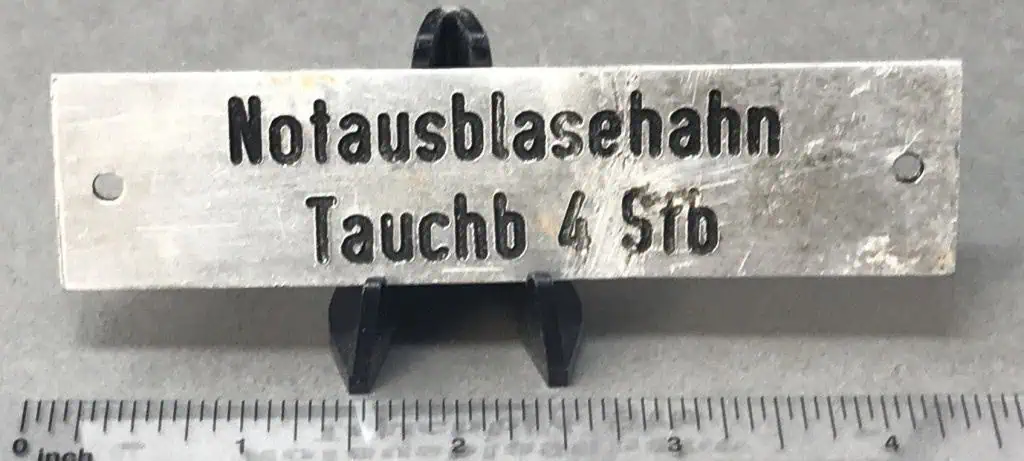 Notausblasehahn
Tauchb 4 Stb
0 1 2 3 4
inch